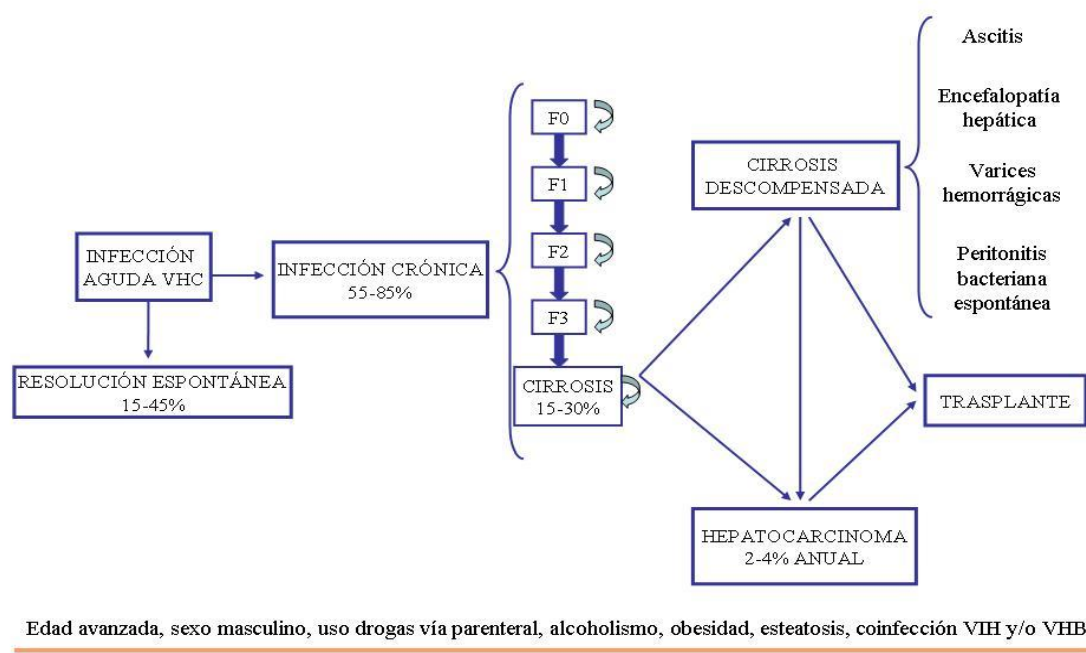 INFECCIÓN
AGUDA VHC
RESOLUCIÓN ESPONTÁNEA
15-45%
INFECCIÓN CRÓNICA
55-85%
F0
F1
F2
F3
CIRROSIS
15-30%
CIRROSIS
DESCOMPENSADA
Ascitis
Encefalopatía
hepática
Varices
hemorrágicas
Peritonitis
bacteriana
espontánea
HEPATOCARCINOMA
2-4% ANUAL
TRASPLANTE
Edad avanzada, sexo masculino, uso drogas vía parenteral, alcoholismo, obesidad, esteatosis, coinfección VIH y/o VHB